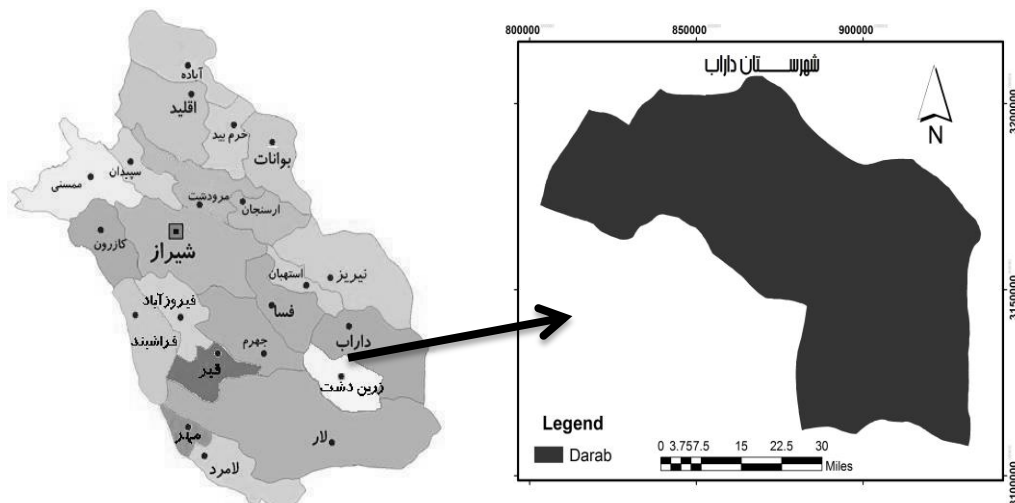 آباده
اقلید
خرم بید
بوانات
سپیدان
ممسنی
مرودشت
ارسنجان
کازرون
شیراز
استهبان
نیریز
فیروزآباد
فسا
داراب
فراشبند
جهرم
قیر
زرین دشت
مهر
لار
لامرد
800000
850000
900000
شهرستان داراب
3200000
N
3150000
Legend
Darab
0 3.75 7.5 15 22.5 30
Miles
3100000